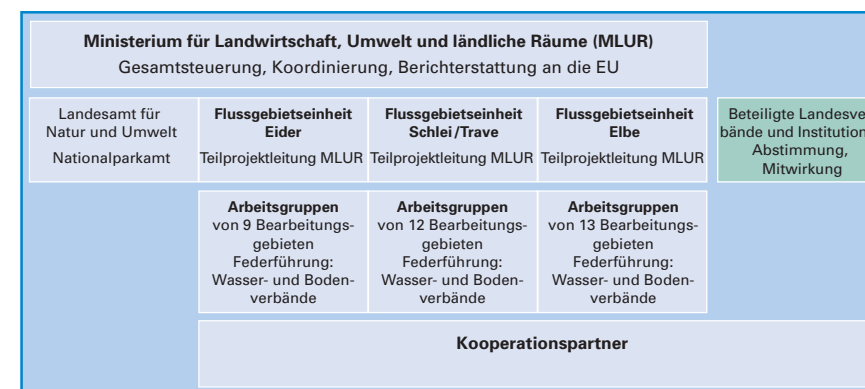 Ministerium für Landwirtschaft, Umwelt und ländliche Räume (MLUR)
Gesamtsteuerung, Koordinierung, Berichterstattung an die EU
Landesamt für
Natur und Umwelt
Nationalparkamt
Flussgebietseinheit
Eider
Teilprojektleitung MLUR
Flussgebietseinheit
Schlei/Trave
Teilprojektleitung MLUR
Flussgebietseinheit
Elbe
Teilprojektleitung MLUR
Beteiligte Landesve
bände und Institution
Abstimmung,
Mitwirkung
Arbeitsgruppen
von 9 Bearbeitungs-
gebieten
Federführung:
Wasser- und Boden-
verbände
Arbeitsgruppen
von 12 Bearbeitungs-
gebieten
Federführung:
Wasser- und Boden-
verbände
Arbeitsgruppen
von 13 Bearbeitungs-
gebieten
Federführung:
Wasser- und Boden-
verbände
Kooperationspartner